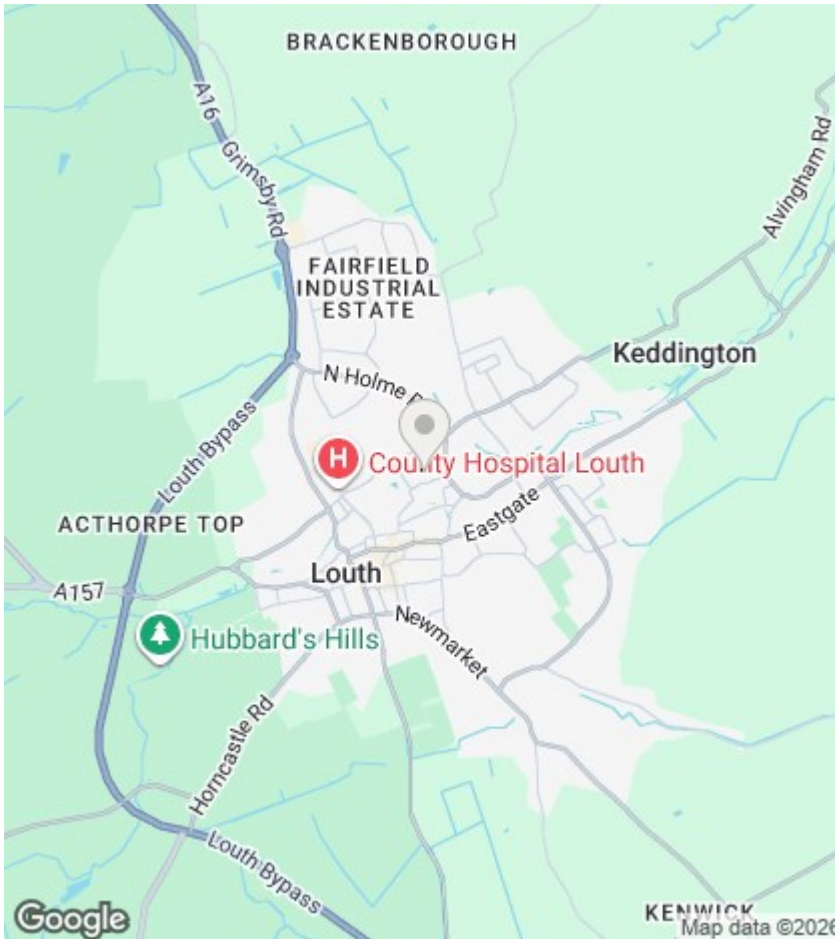 BRACKENBOROUGH
A16
Grimsby Rd
Alvingham Rd
FAIRFIELD
INDUSTRIAL
ESTATE
Keddington
N Holme
Louth Bypass
H
County Hospital Louth
ACTHORPE TOP
Eastgate
Louth
A157
Newmarket
Hubbard's Hills
Horncastle Rd
Louth Bypass
KENWICK
Google
Map data ©2026